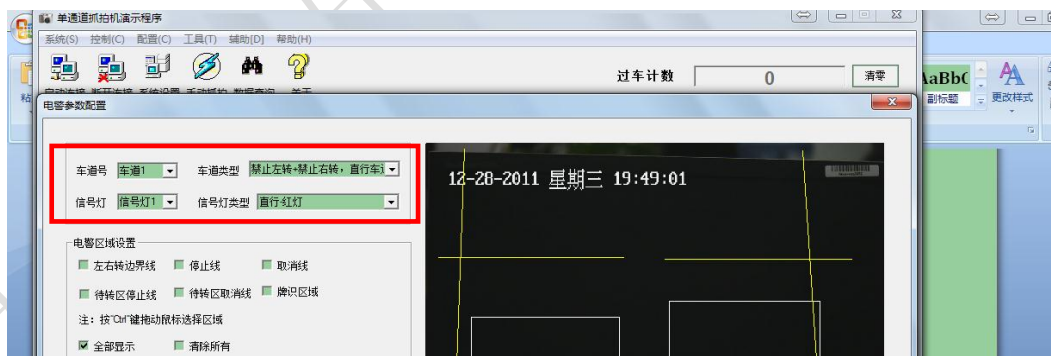 单通道抓拍机演示程序
系统(S) 控制(C) 配置(C) 工具(T) 辅助[D] 帮助(H)
过车计数 0 清零
AaBb(
副标题 更改样式
电警参数配置
车道号 车道1 车道类型 禁止左转+禁止右转，直行车道
信号灯 信号灯1 信号灯类型 直行-红灯
12-28-2011 星期三 19:49:01
电警区域设置
左右转边界线 停止线 取消线
待转区停止线 待转区取消线 牌识区域
注：按"Ctrl"键拖动鼠标选择区域
全部显示 清除所有